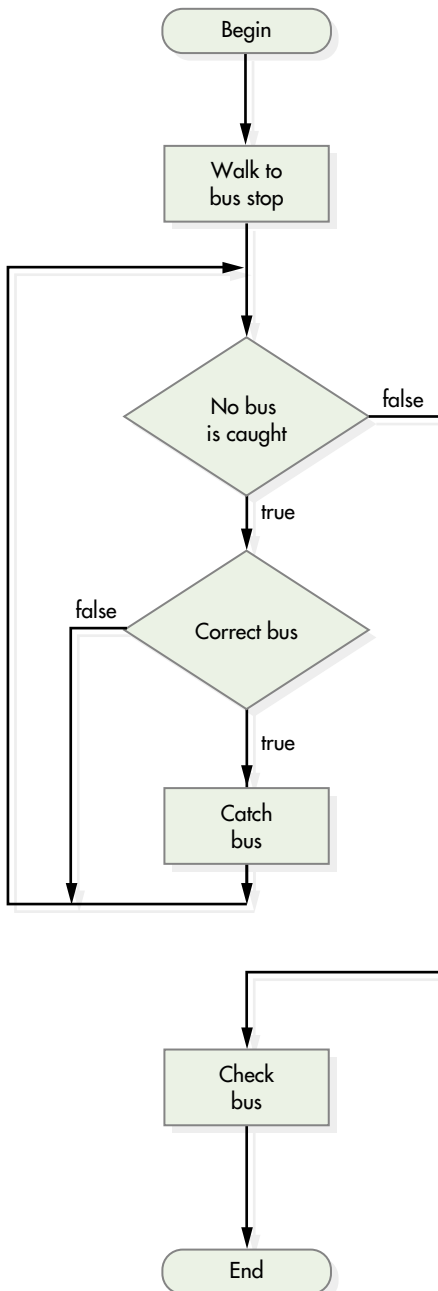 Begin
Walk to
bus stop
No bus
is caught
false
true
false
Correct bus
true
Catch
bus
Check
bus
End